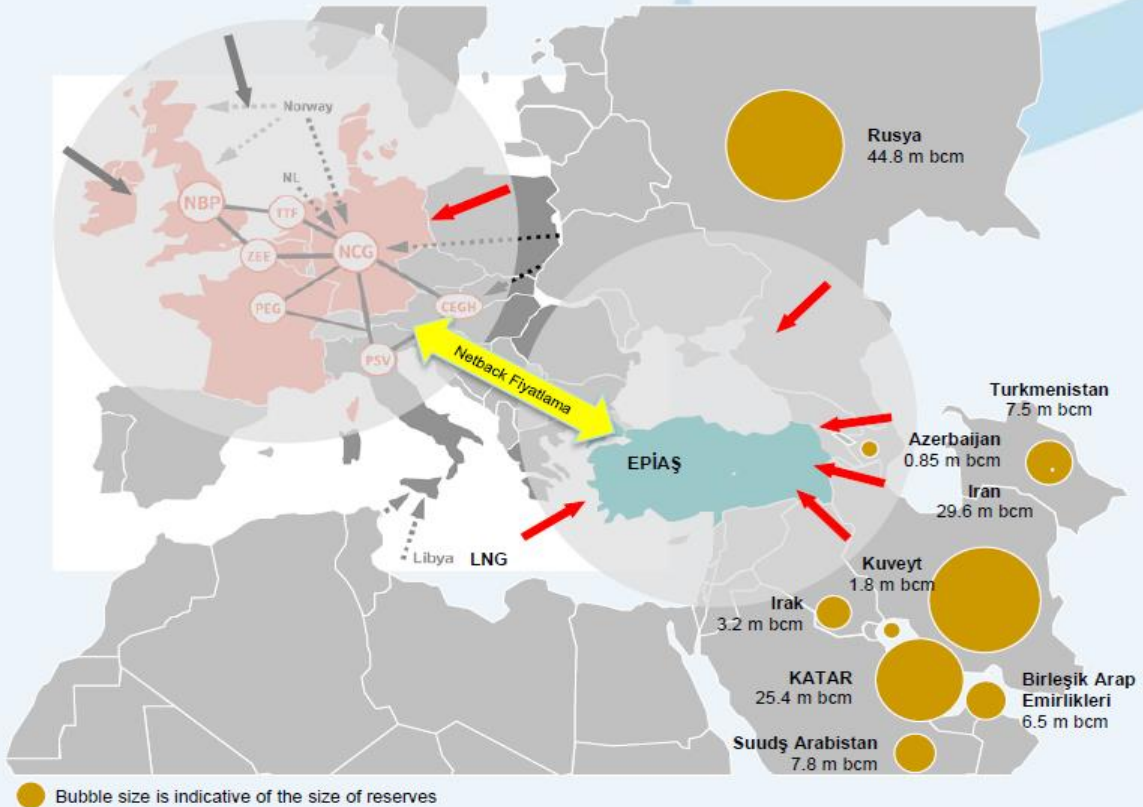 Norway
NL
NBP
TTF
ZEE
NCG
PEG
CEGH
PSV
Netback Fiyatlama
EPİAŞ
Libya
LNG
Rusya
44.8 m bcm
Turkmenistan
7.5 m bcm
Azerbaijan
0.85 m bcm
Iran
29.6 m bcm
Kuveyt
1.8 m bcm
Irak
3.2 m bcm
KATAR
25.4 m bcm
Birleşik Arap
Emirlikleri
6.5 m bcm
Suudş Arabistan
7.8 m bcm
Bubble size is indicative of the size of reserves